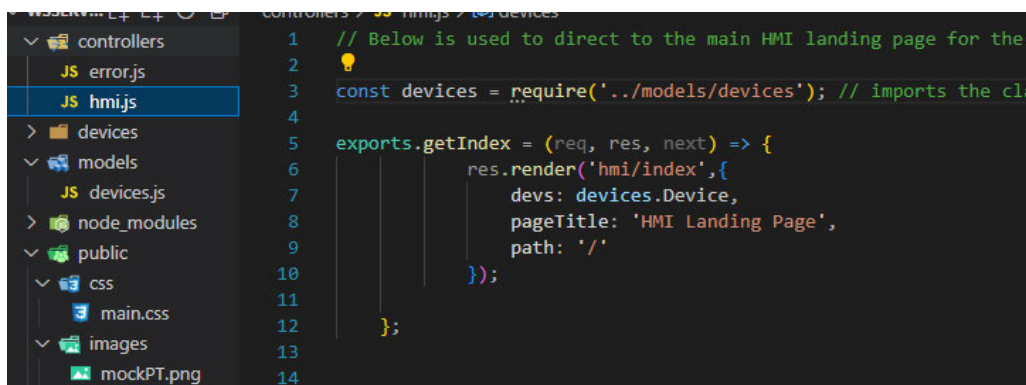 controllers
JS error.js
JS hmi.js
devices
models
JS devices.js
node_modules
public
css
main.css
images
mockPT.png
controllers > JS hmi.js > devices
1 // Below is used to direct to the main HMI landing page for the
2
3 const devices = require('../models/devices'); // imports the
4
5 exports.getIndex = (req, res, next) => {
6 res.render('hmi/index',{
7 devs: devices.Device,
8 pageTitle: 'HMI Landing Page',
9 path: '/'
10 });
11
12 };
13
14